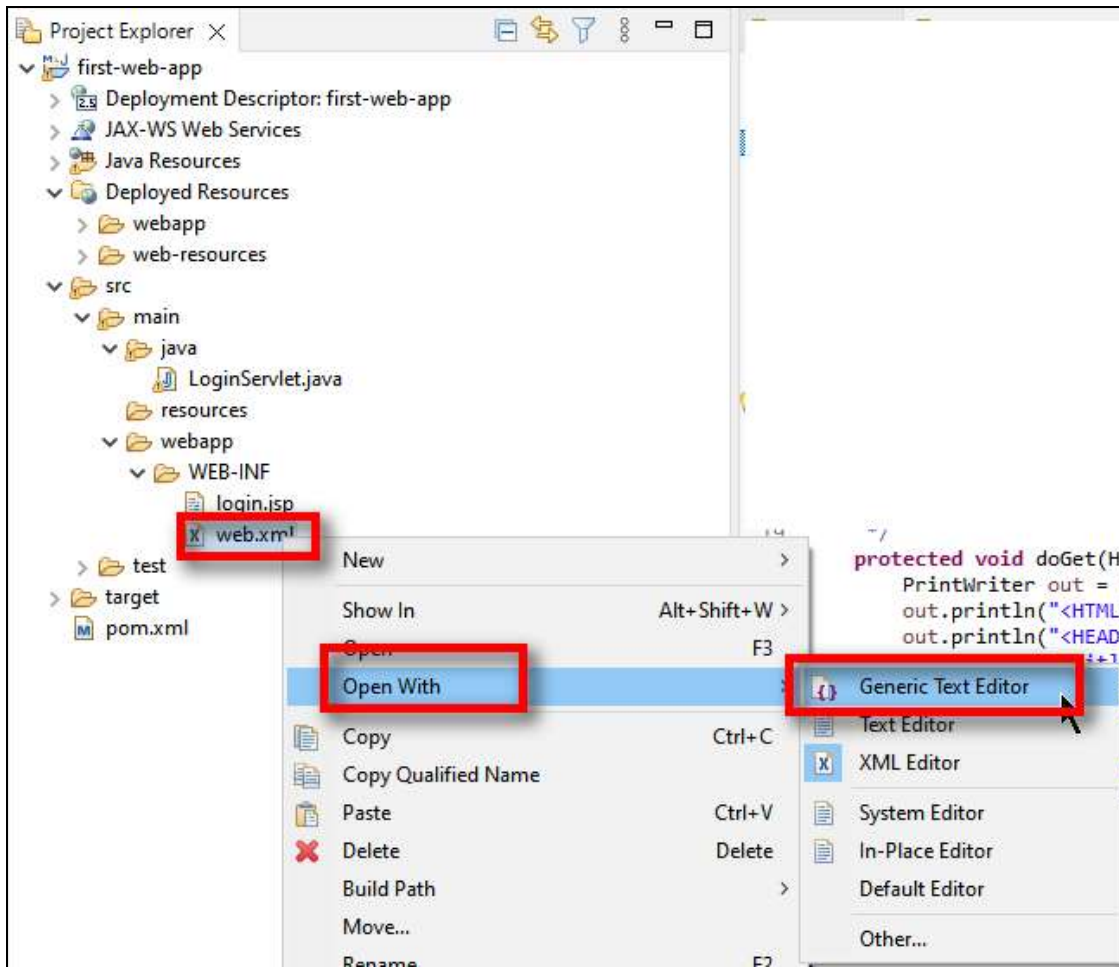 Project Explorer
first-web-app
Deployment Descriptor: first-web-app
JAX-WS Web Services
Java Resources
Deployed Resources
webapp
web-resources
src
main
java
LoginServlet.java
resources
webapp
WEB-INF
login.jsp
web.xml
test
target
pom.xml
New
Show In Alt+Shift+W
Open F3
Open With
Copy Ctrl+C
Copy Qualified Name
Paste Ctrl+V
Delete Delete
Build Path
Move...
Rename... F2
Generic Text Editor
Text Editor
XML Editor
System Editor
In-Place Editor
Default Editor
Other...
*/
protected void doGet(H
PrintWriter out =
out.println("<HTML
out.println("<HEAD